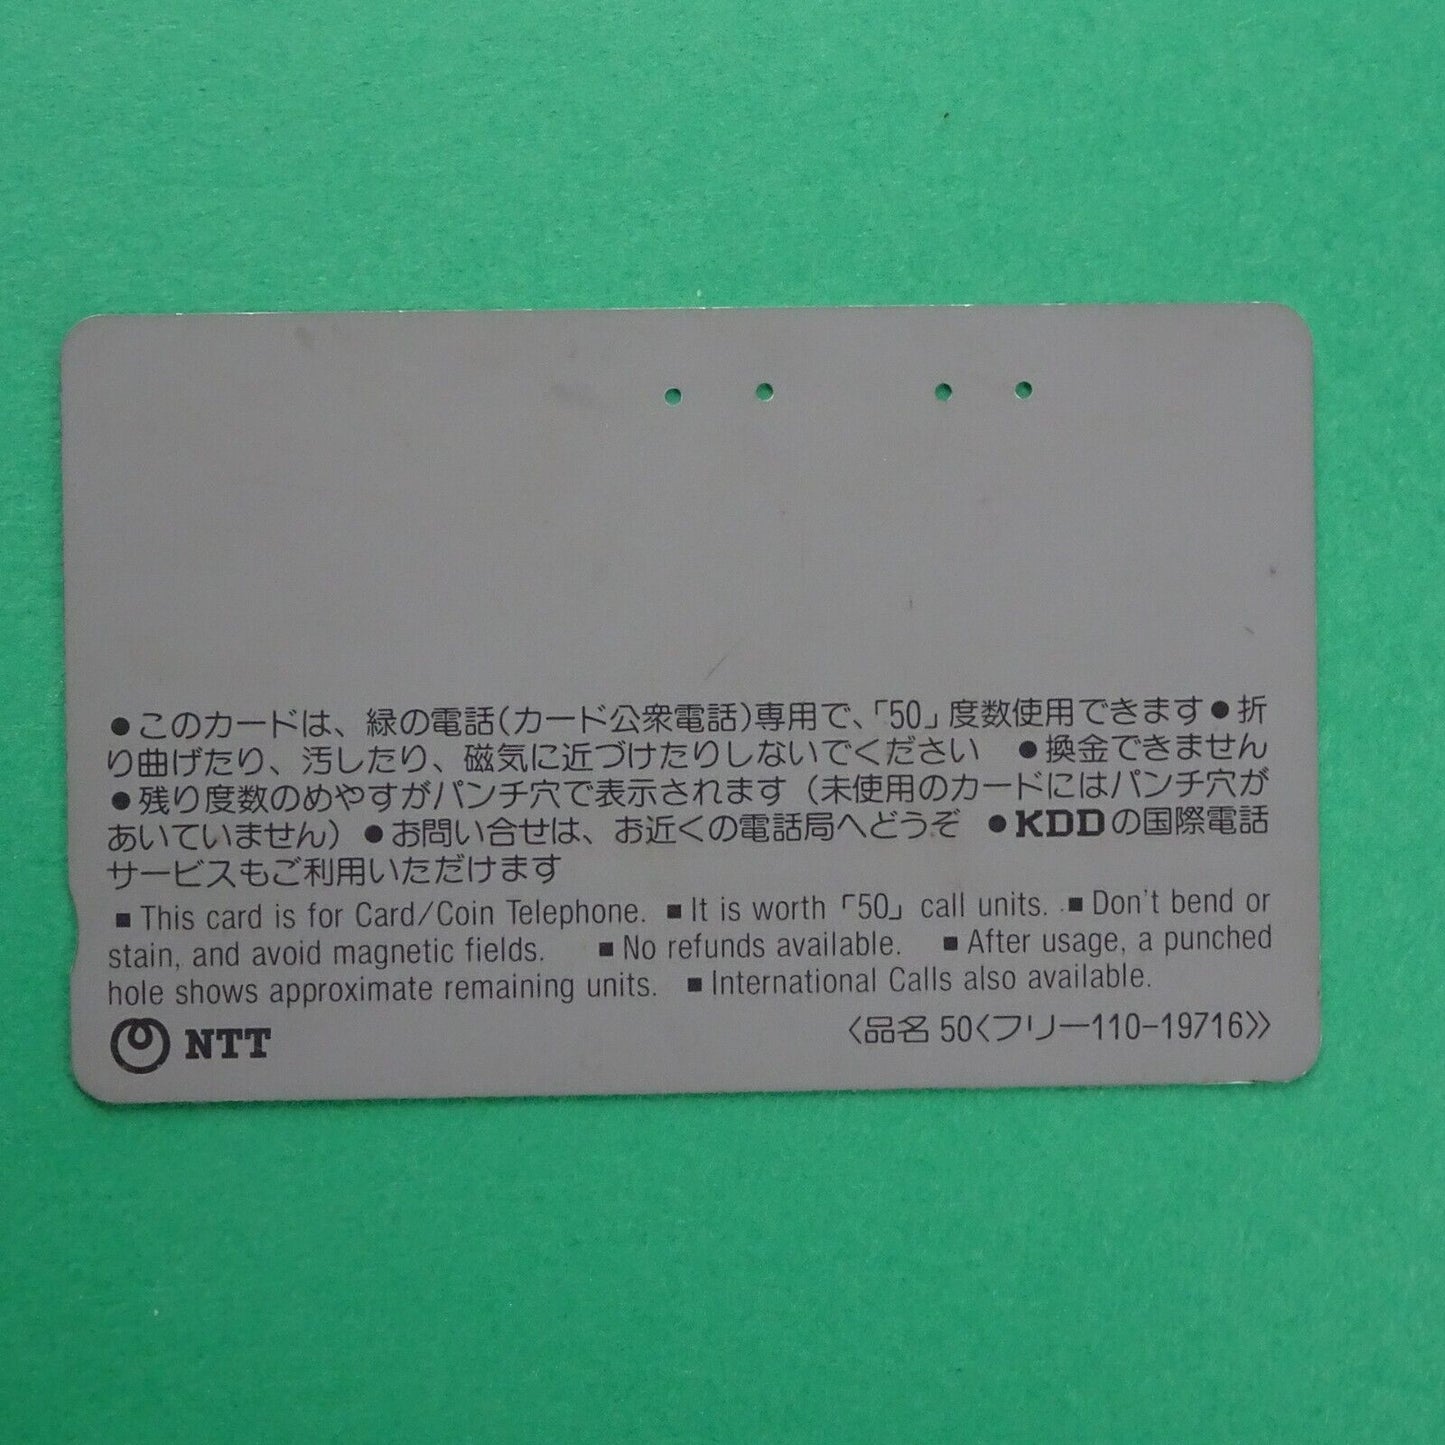 ●このカードは、緑の電話(カード公衆電話)専用で、「50」度数使用できます●折
り曲げたり、汚したり、磁気に近づけたりしないでください ●換金できません
●残り度数のめやすがパンチ穴で表示されます（未使用のカードにはパンチ穴が
あいていません）●お問い合せは、お近くの電話局へどうぞ ●KDDの国際電話
サービスもご利用いただけます
■This card is for Card/Coin Telephone. ■It is worth「50」call units. ■Don't bend or
stain, and avoid magnetic fields. ■No refunds available. ■After usage, a punched
hole shows approximate remaining units. ■International Calls also available.
NTT 〈品名 50〈フリー110-19716〉〉